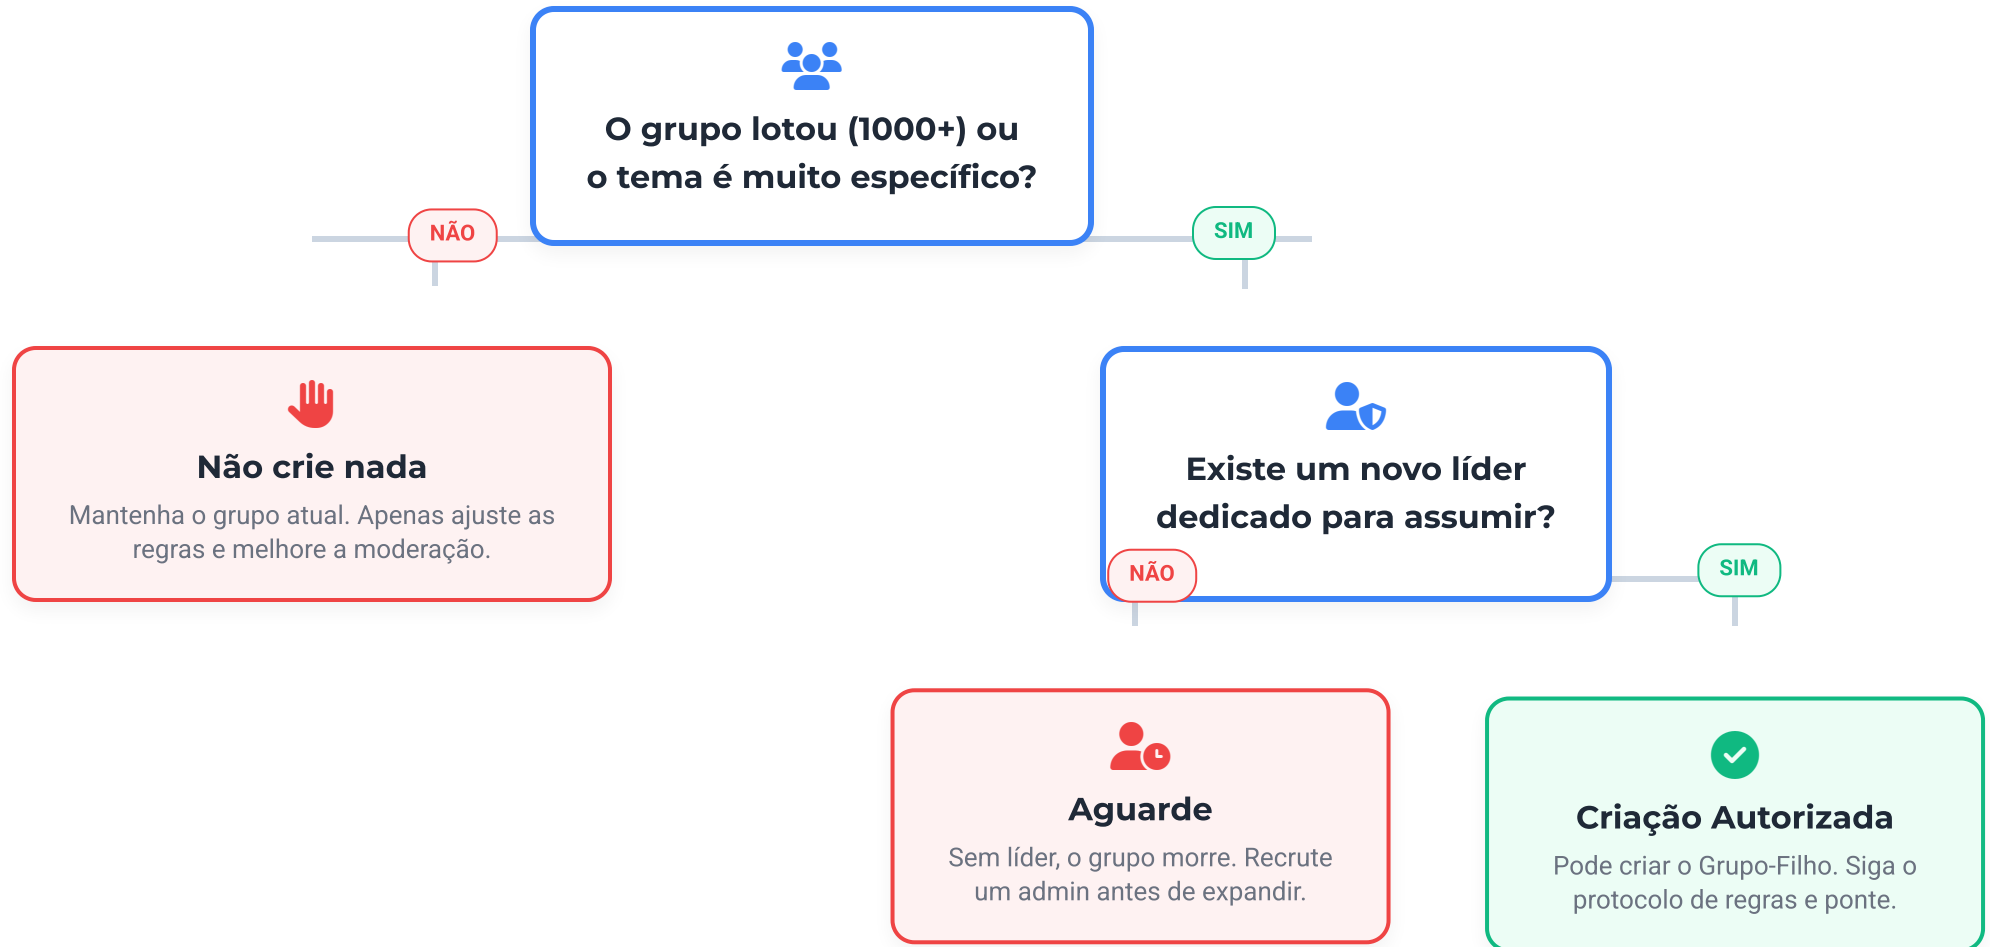 O grupo lotou (1000+) ou
o tema é muito específico?
NÃO
SIM
Não crie nada
Mantenha o grupo atual. Apenas ajuste as
regras e melhore a moderação.
Existe um novo líder
dedicado para assumir?
NÃO
SIM
Aguarde
Sem líder, o grupo morre. Recrute
um admin antes de expandir.
Criação Autorizada
Pode criar o Grupo-Filho. Siga o
protocolo de regras e ponte.